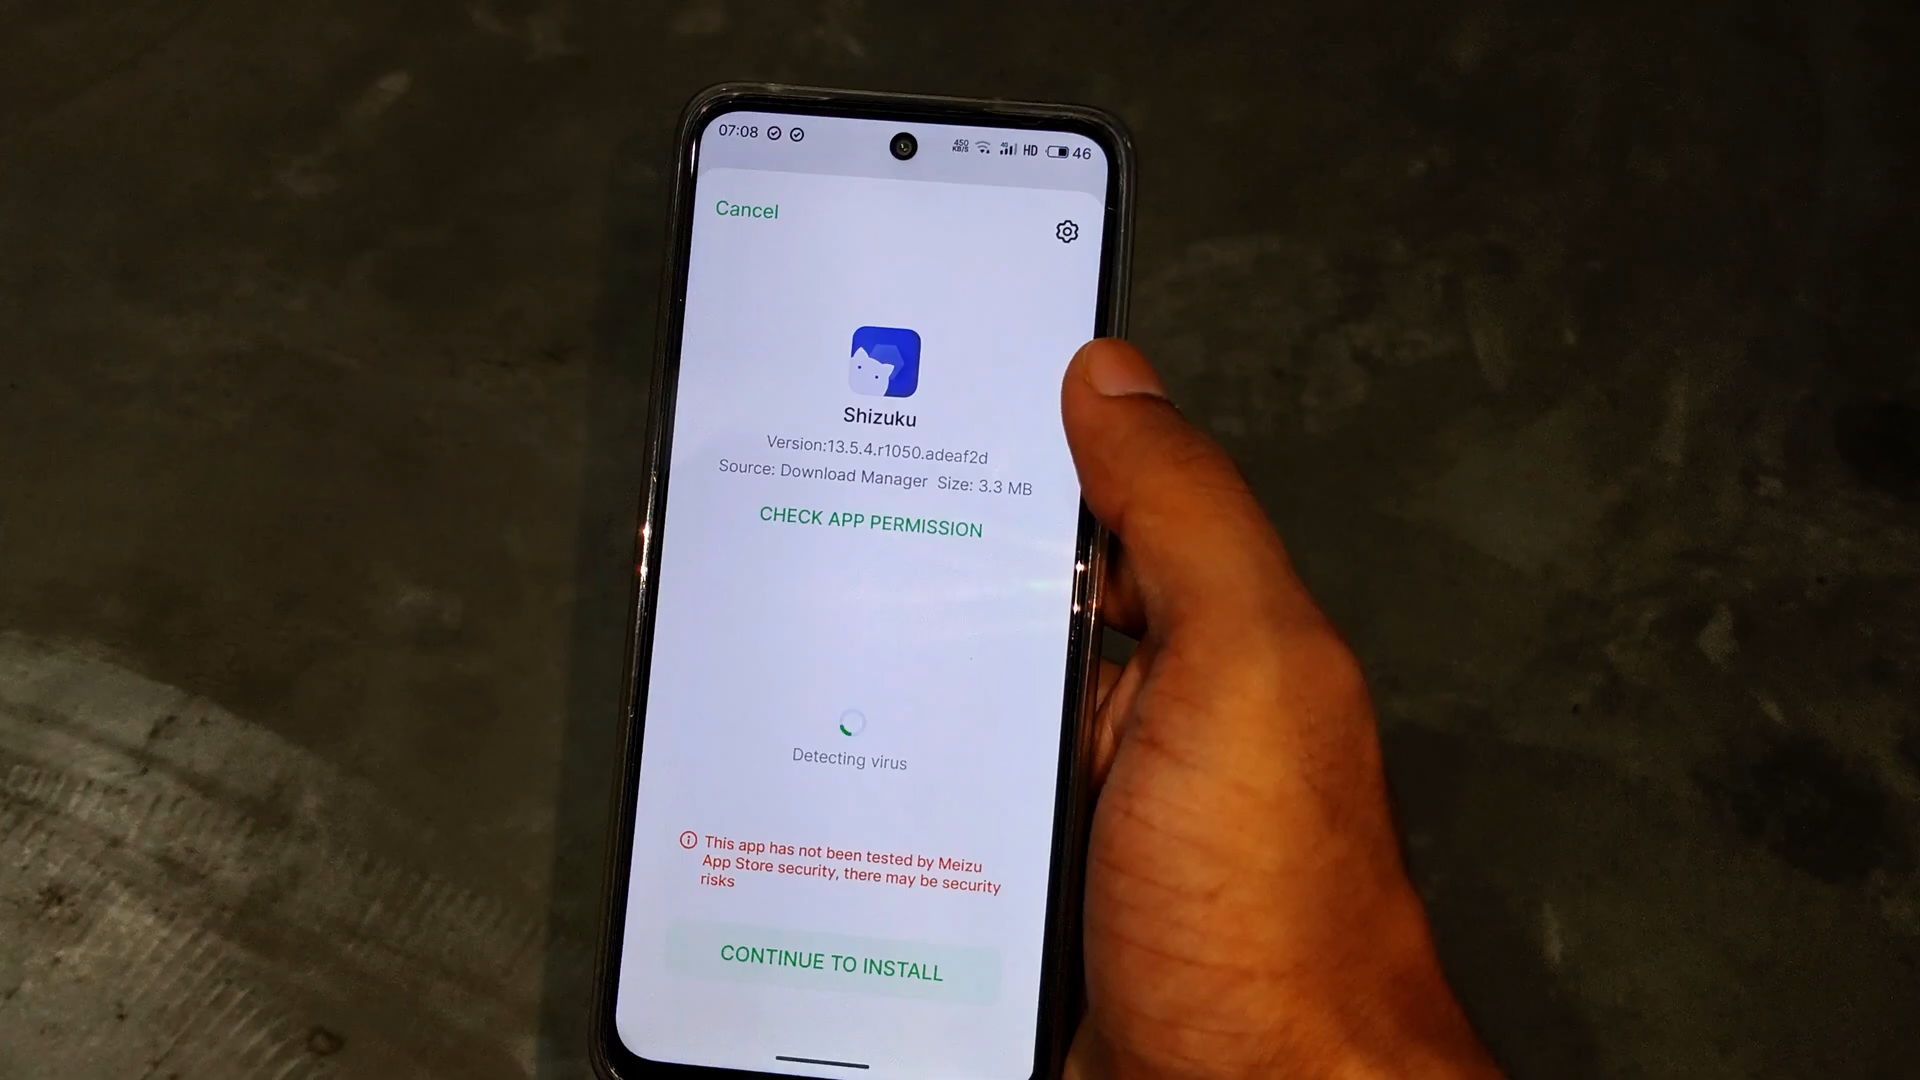 07:08
450 KB/S 4G HD 46
Cancel
Shizuku
Version:13.5.4.r1050.adeaf2d
Source: Download Manager Size: 3.3 MB
CHECK APP PERMISSION
Detecting virus
This app has not been tested by Meizu
App Store security, there may be security
risks
CONTINUE TO INSTALL